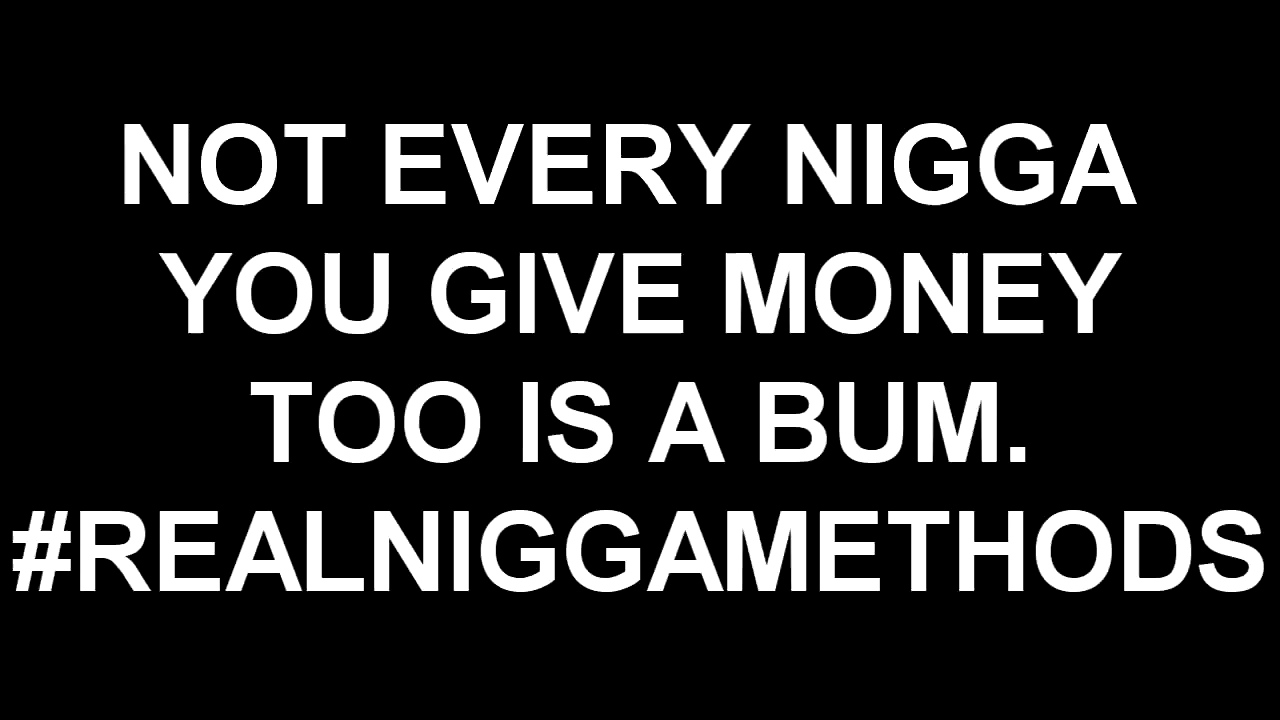 NOT EVERY NIGGA
YOU GIVE MONEY
TOO IS A BUM.
#REALNIGGAMETHODS